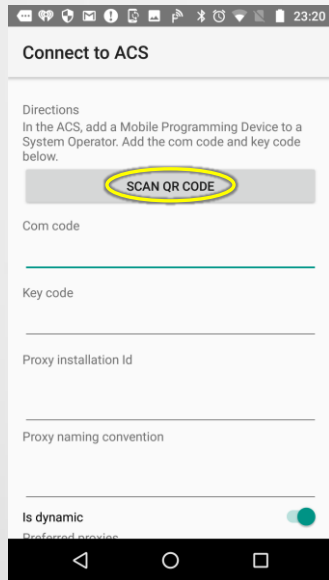 23:20
Connect to ACS
Directions
In the ACS, add a Mobile Programming Device to a
System Operator. Add the com code and key code
below.
SCAN QR CODE
Com code
Key code
Proxy installation Id
Proxy naming convention
Is dynamic
Preferred proxies